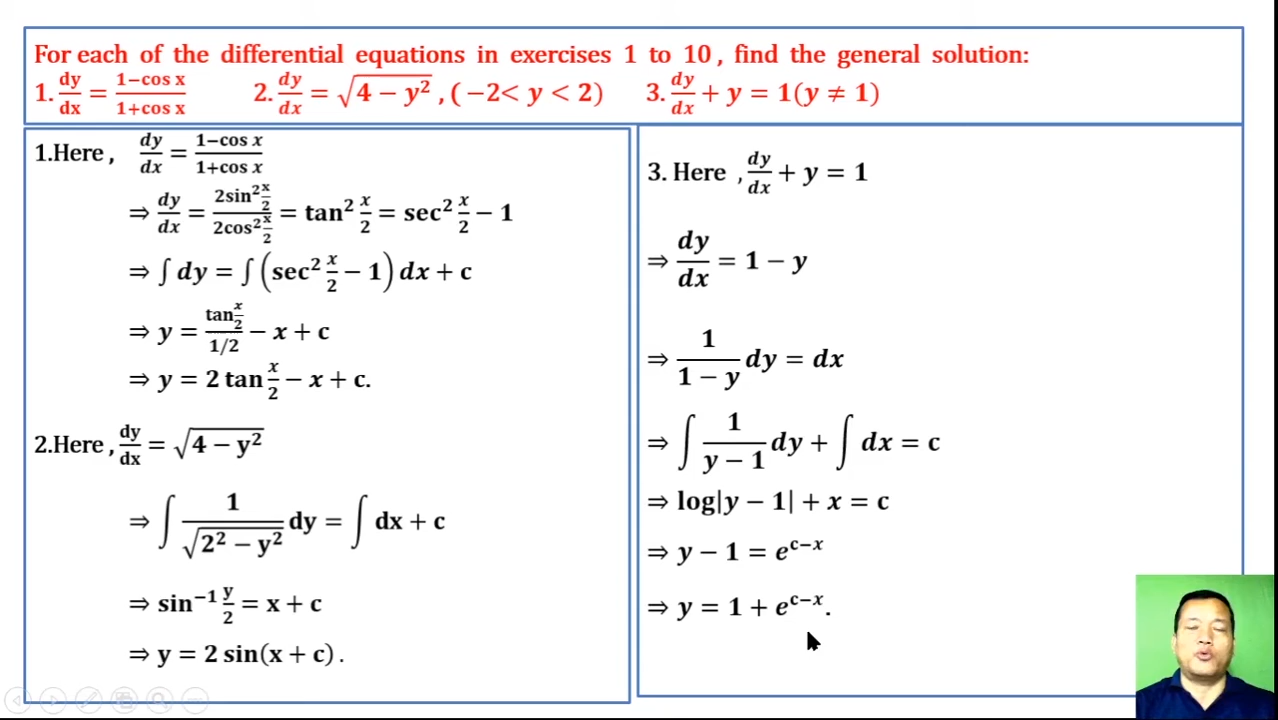 For each of the differential equations in exercises 1 to 10 , find the general solution:
1. dy/dx = (1−cos x)/(1+cos x)   2. dy/dx = √(4 − y²) , ( −2< y < 2)   3. dy/dx + y = 1(y ≠ 1)
1.Here , dy/dx = (1−cos x)/(1+cos x)
⇒ dy/dx = (2sin² x/2)/(2cos² x/2) = tan² x/2 = sec² x/2 − 1
⇒ ∫ dy = ∫ (sec² x/2 − 1) dx + c
⇒ y = (tan x/2)/(1/2) − x + c
⇒ y = 2 tan x/2 − x + c.
2.Here , dy/dx = √(4 − y²)
⇒ ∫ 1/√(2² − y²) dy = ∫ dx + c
⇒ sin⁻¹ y/2 = x + c
⇒ y = 2 sin(x + c) .
3. Here , dy/dx + y = 1
⇒ dy/dx = 1 − y
⇒ 1/(1 − y) dy = dx
⇒ ∫ 1/(y − 1) dy + ∫ dx = c
⇒ log|y − 1| + x = c
⇒ y − 1 = e^(c−x)
⇒ y = 1 + e^(c−x).